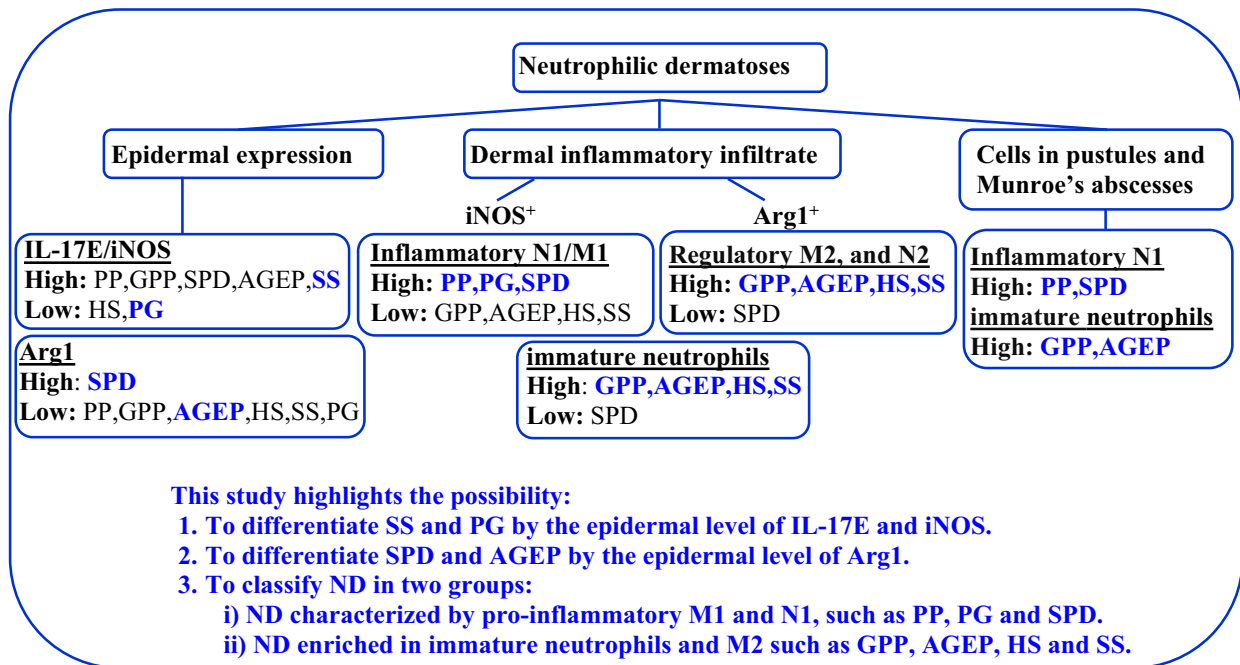 Neutrophilic dermatoses
Epidermal expression
Dermal inflammatory infiltrate
Cells in pustules and
Munroe's abscesses
iNOS⁺
Arg1⁺
IL-17E/iNOS
High: PP,GPP,SPD,AGEP,SS
Low: HS,PG
Arg1
High: SPD
Low: PP,GPP,AGEP,HS,SS,PG
Inflammatory N1/M1
High: PP,PG,SPD
Low: GPP,AGEP,HS,SS
Regulatory M2, and N2
High: GPP,AGEP,HS,SS
Low: SPD
immature neutrophils
High: GPP,AGEP,HS,SS
Low: SPD
Inflammatory N1
High: PP,SPD
immature neutrophils
High: GPP,AGEP
This study highlights the possibility:
1. To differentiate SS and PG by the epidermal level of IL-17E and iNOS.
2. To differentiate SPD and AGEP by the epidermal level of Arg1.
3. To classify ND in two groups:
i) ND characterized by pro-inflammatory M1 and N1, such as PP, PG and SPD.
ii) ND enriched in immature neutrophils and M2 such as GPP, AGEP, HS and SS.